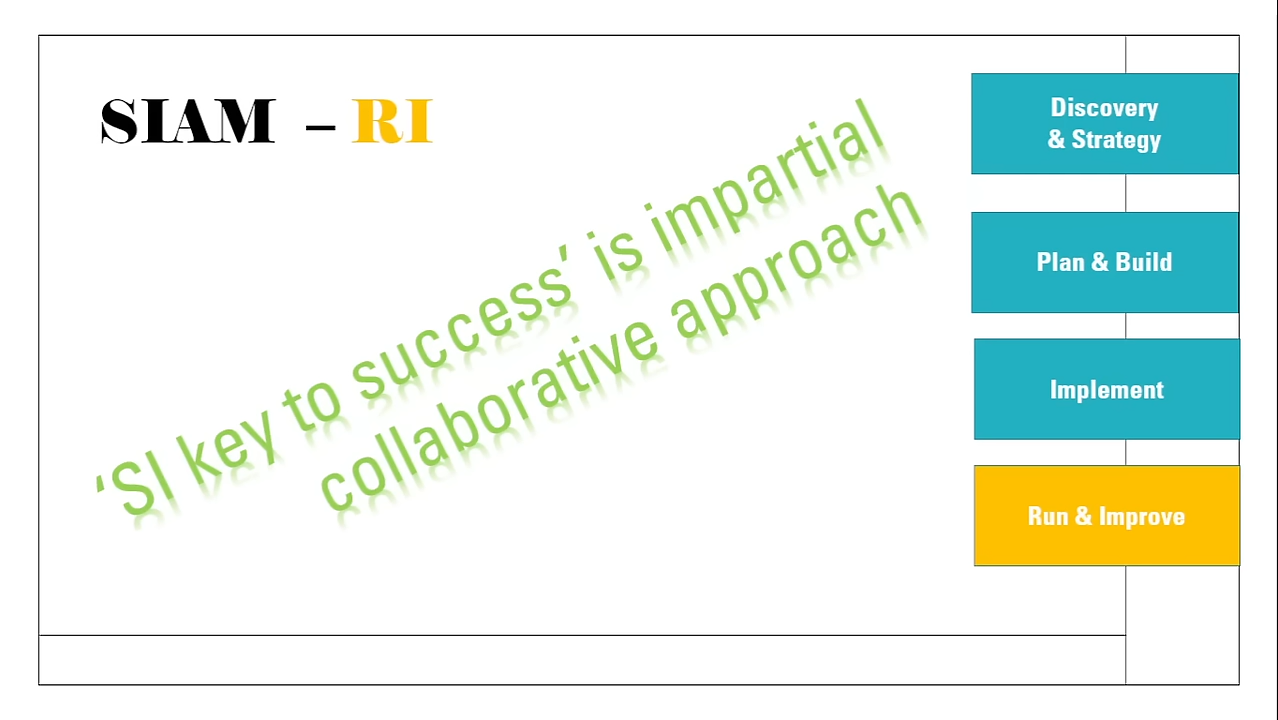 SIAM – RI
‘SI key to success’ is impartial
collaborative approach
Discovery
& Strategy
Plan & Build
Implement
Run & Improve